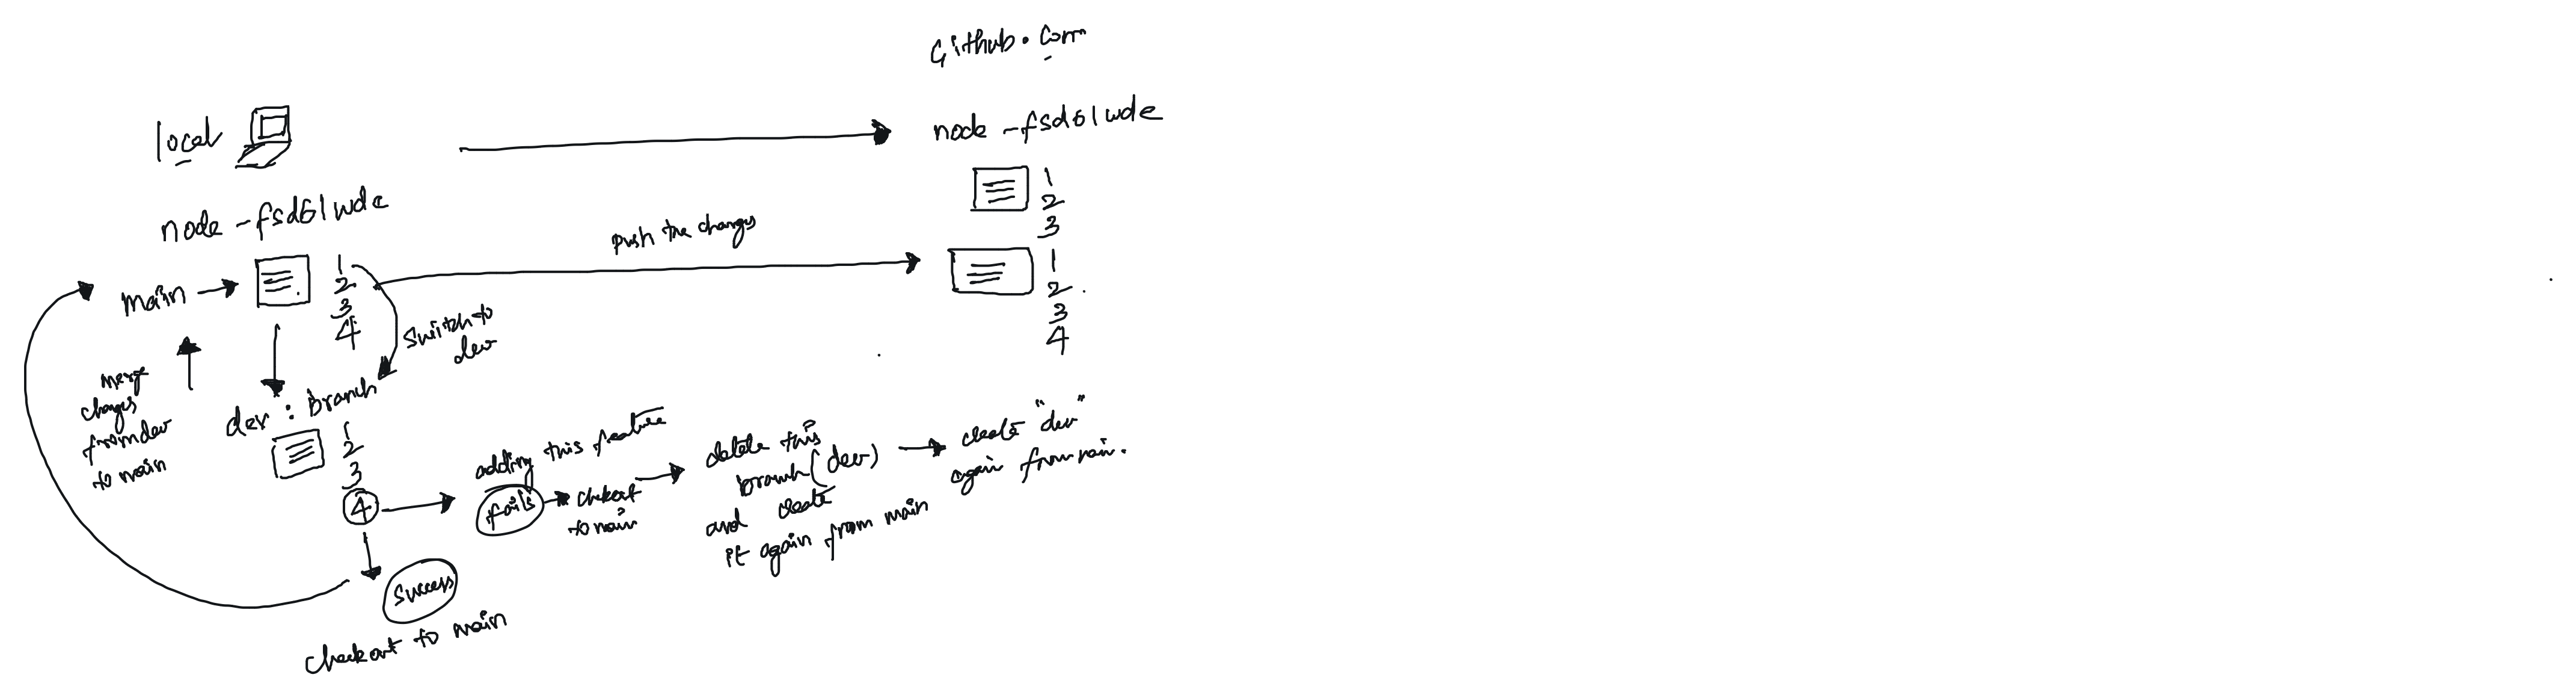 Github.com
local
node -fsd61wde
node -fsd61wde
1
2
3
push the changes
main
1
2
3
4
1
2
3
4
switch to
dev
merge
changes
from dev
to main
dev : branch
1
2
3
4
adding this feature
fails
checkout
to main
delete this
branch (dev)
and create
it again from main
create "dev"
again from main.
success
checkout to main